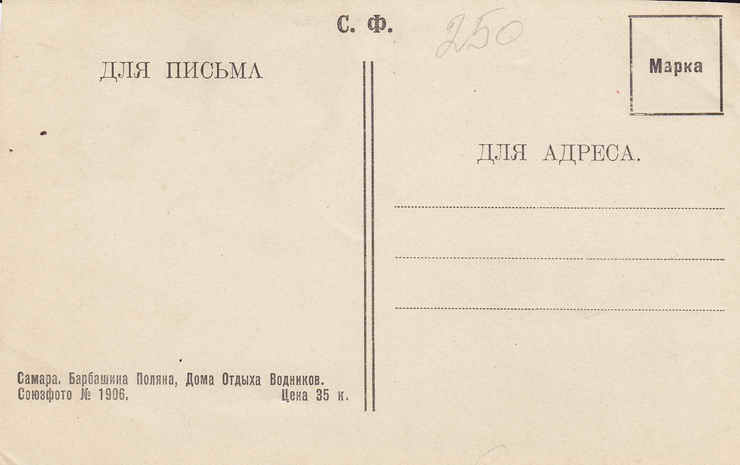 С. Ф.
250
ДЛЯ ПИСЬМА
Марка
ДЛЯ АДРЕСА.
Самара. Барбашина Поляна, Дома Отдыха Водников.
Союзфото № 1906. Цена 35 к.